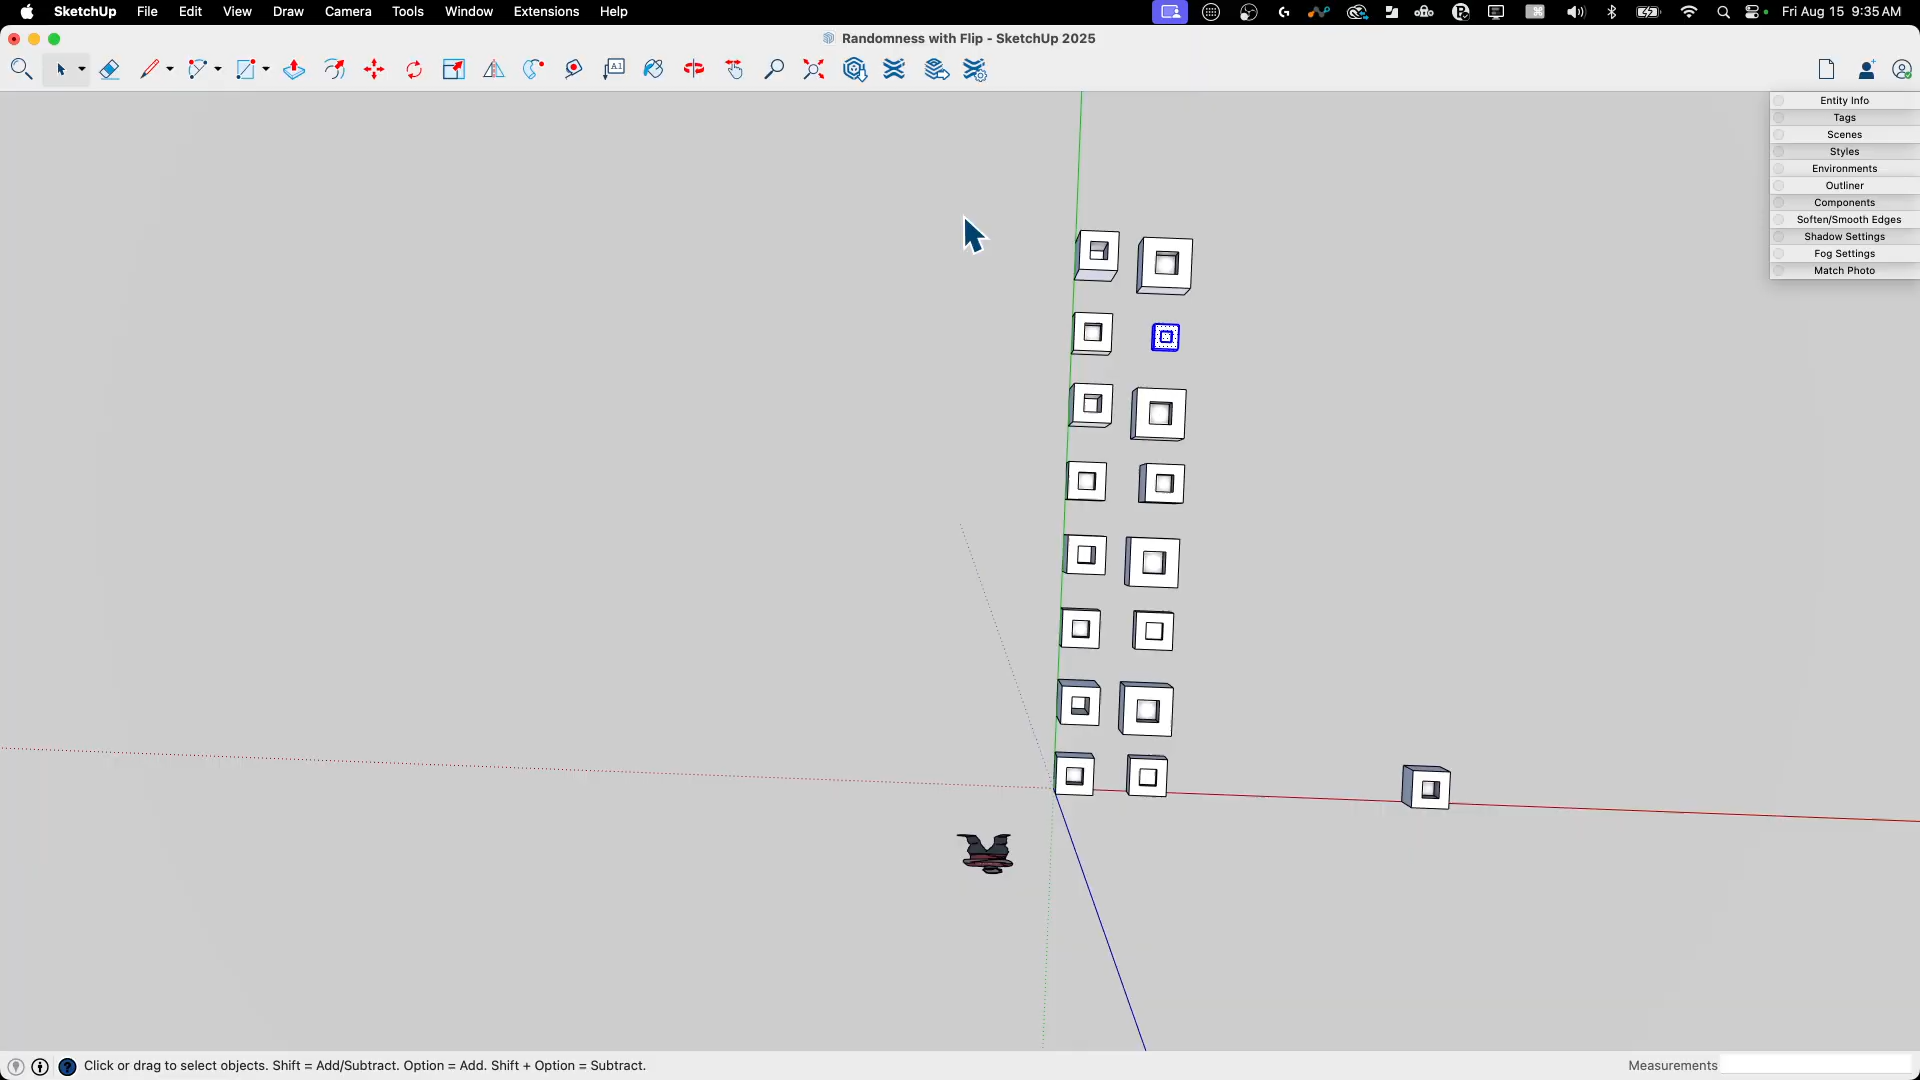 SketchUp File Edit View Draw Camera Tools Window Extensions Help Fri Aug 15 9:35 AM
Randomness with Flip - SketchUp 2025
A1
Entity Info
Tags
Scenes
Styles
Environments
Outliner
Components
Soften/Smooth Edges
Shadow Settings
Fog Settings
Match Photo
Click or drag to select objects. Shift = Add/Subtract. Option = Add. Shift + Option = Subtract. Measurements